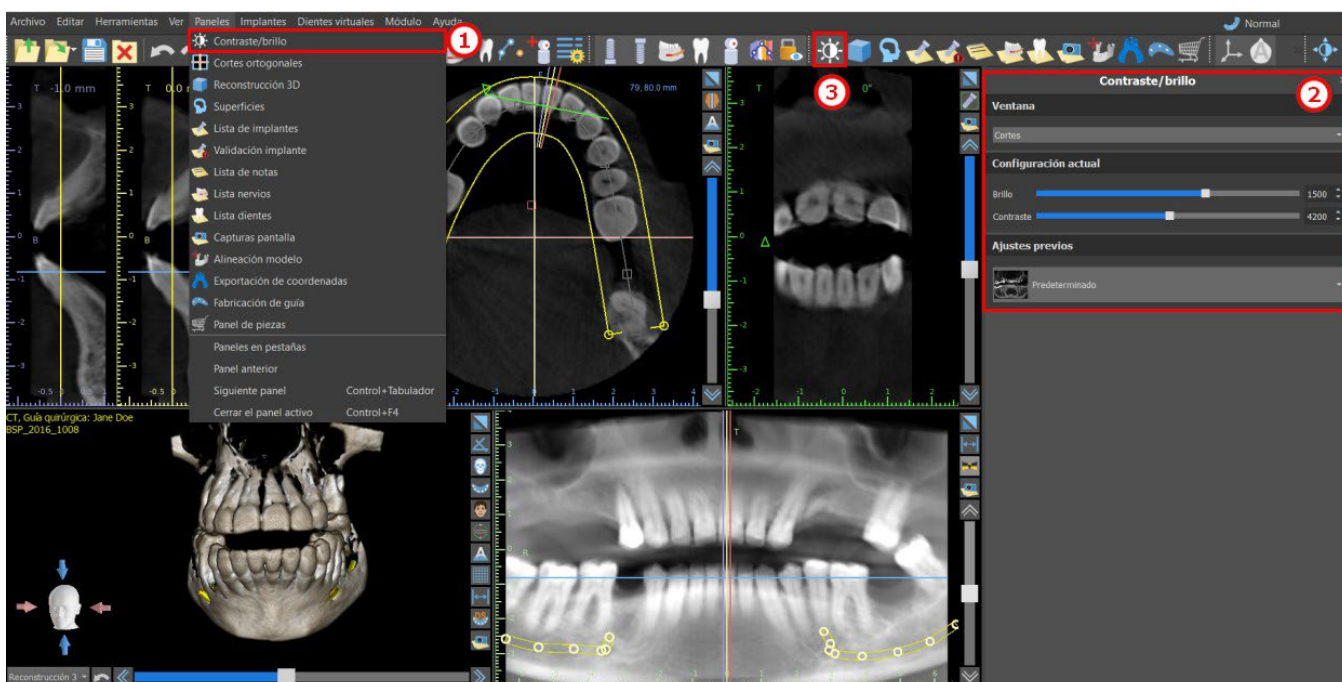 Archivo Editar Herramientas Ver Paneles Implantes Dientes virtuales Módulo Ayuda
Normal
1
Contraste/brillo
Cortes ortogonales
Reconstrucción 3D
Superficies
Lista de implantes
Validación implante
Lista de notas
Lista nervios
Lista dientes
Capturas pantalla
Alineación modelo
Exportación de coordenadas
Fabricación de guía
Panel de piezas
Paneles en pestañas
Panel anterior
Siguiente panel Control+Tabulador
Cerrar el panel activo Control+F4
T -1.0 mm
T 0.0
B
B
79, 80.0 mm
3
T 0°
Contraste/brillo
2
Ventana
Cortes
Configuración actual
Brillo 1500
Contraste 4200
Ajustes previos
Predeterminado
CT, Guía quirúrgica: Jane Doe
BSP_2016_1008
T
R
Reconstrucción 3